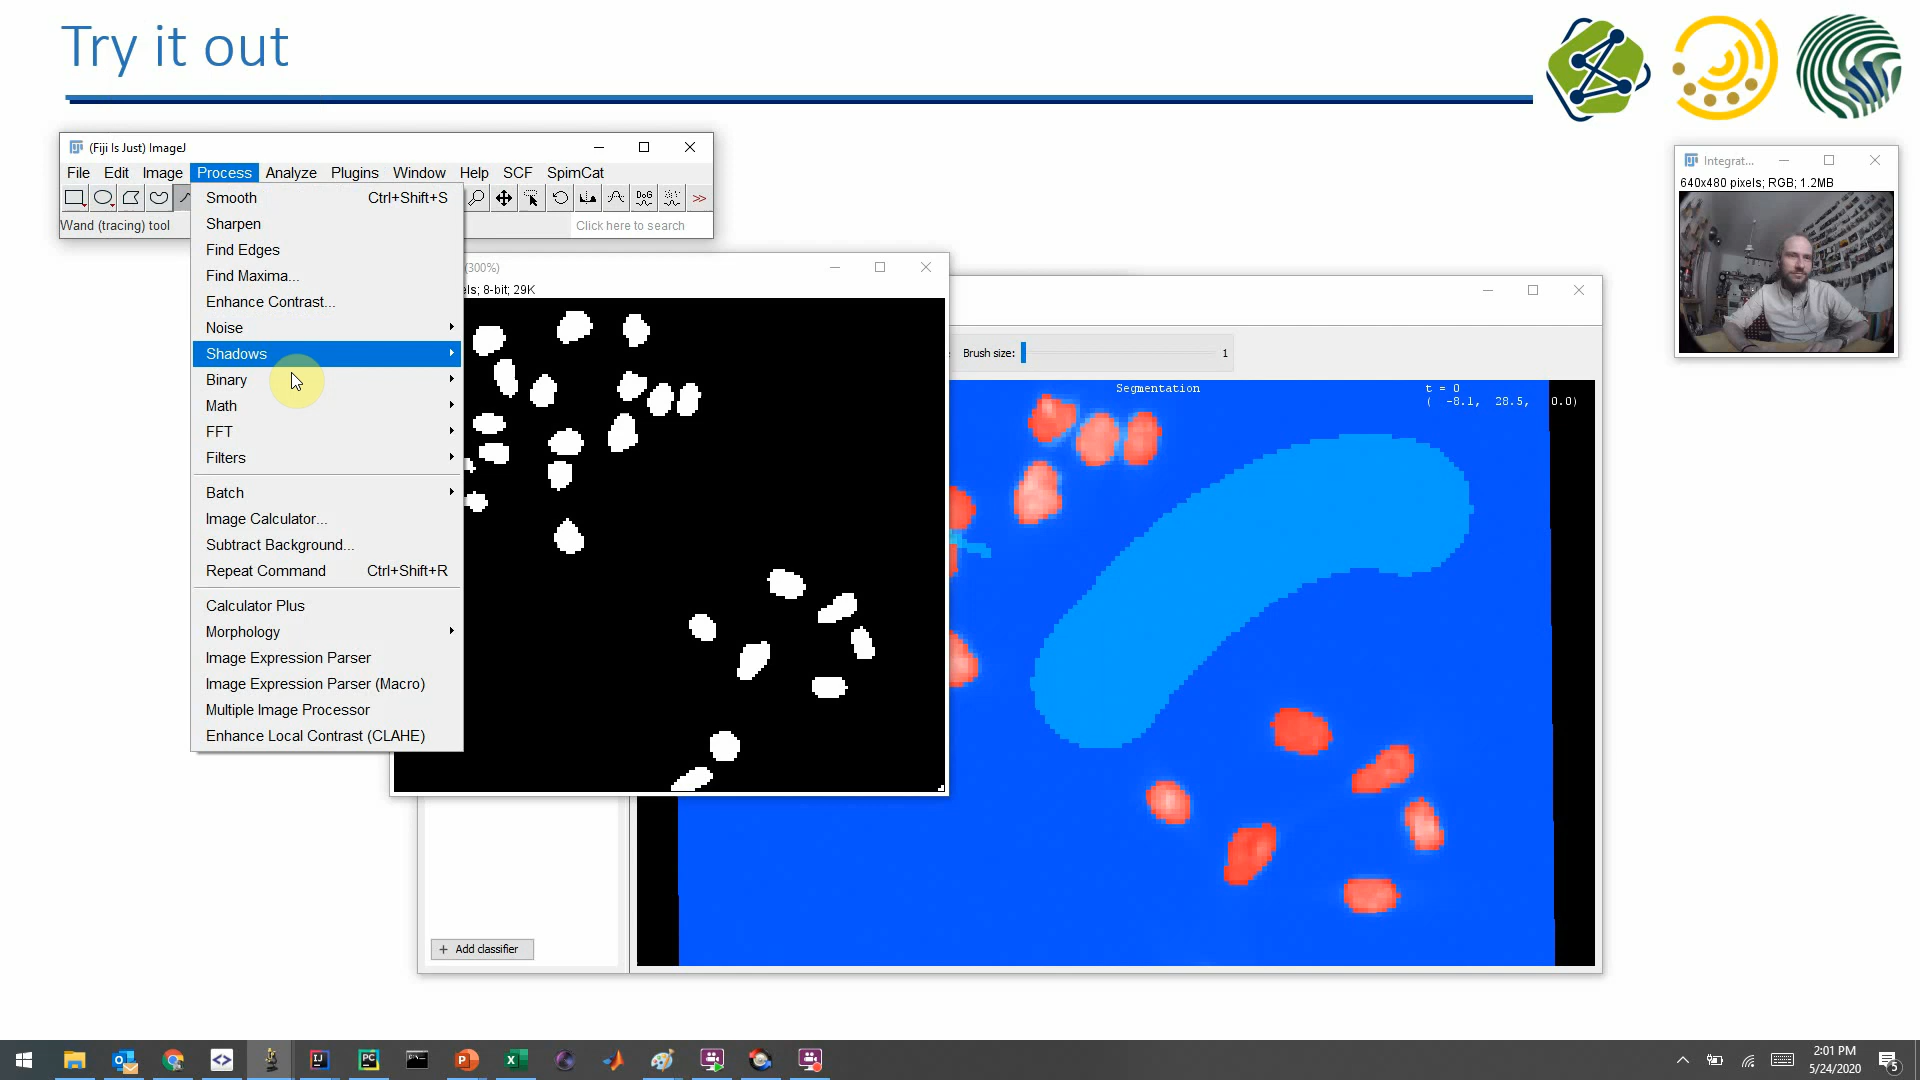 Try it out
(Fiji Is Just) ImageJ
File Edit Image Process Analyze Plugins Window Help SCF SpimCat
DoG
>>
Wand (tracing) tool
Click here to search
Smooth Ctrl+Shift+S
Sharpen
Find Edges
Find Maxima...
Enhance Contrast...
Noise
Shadows
Binary
Math
FFT
Filters
Batch
Image Calculator...
Subtract Background...
Repeat Command Ctrl+Shift+R
Calculator Plus
Morphology
Image Expression Parser
Image Expression Parser (Macro)
Multiple Image Processor
Enhance Local Contrast (CLAHE)
(300%)
8-bit; 29K
Brush size: 1
Segmentation
t = 0
( -8.1, 28.5, 0.0)
+ Add classifier
Integrat...
640x480 pixels; RGB; 1.2MB
2:01 PM
5/24/2020
5